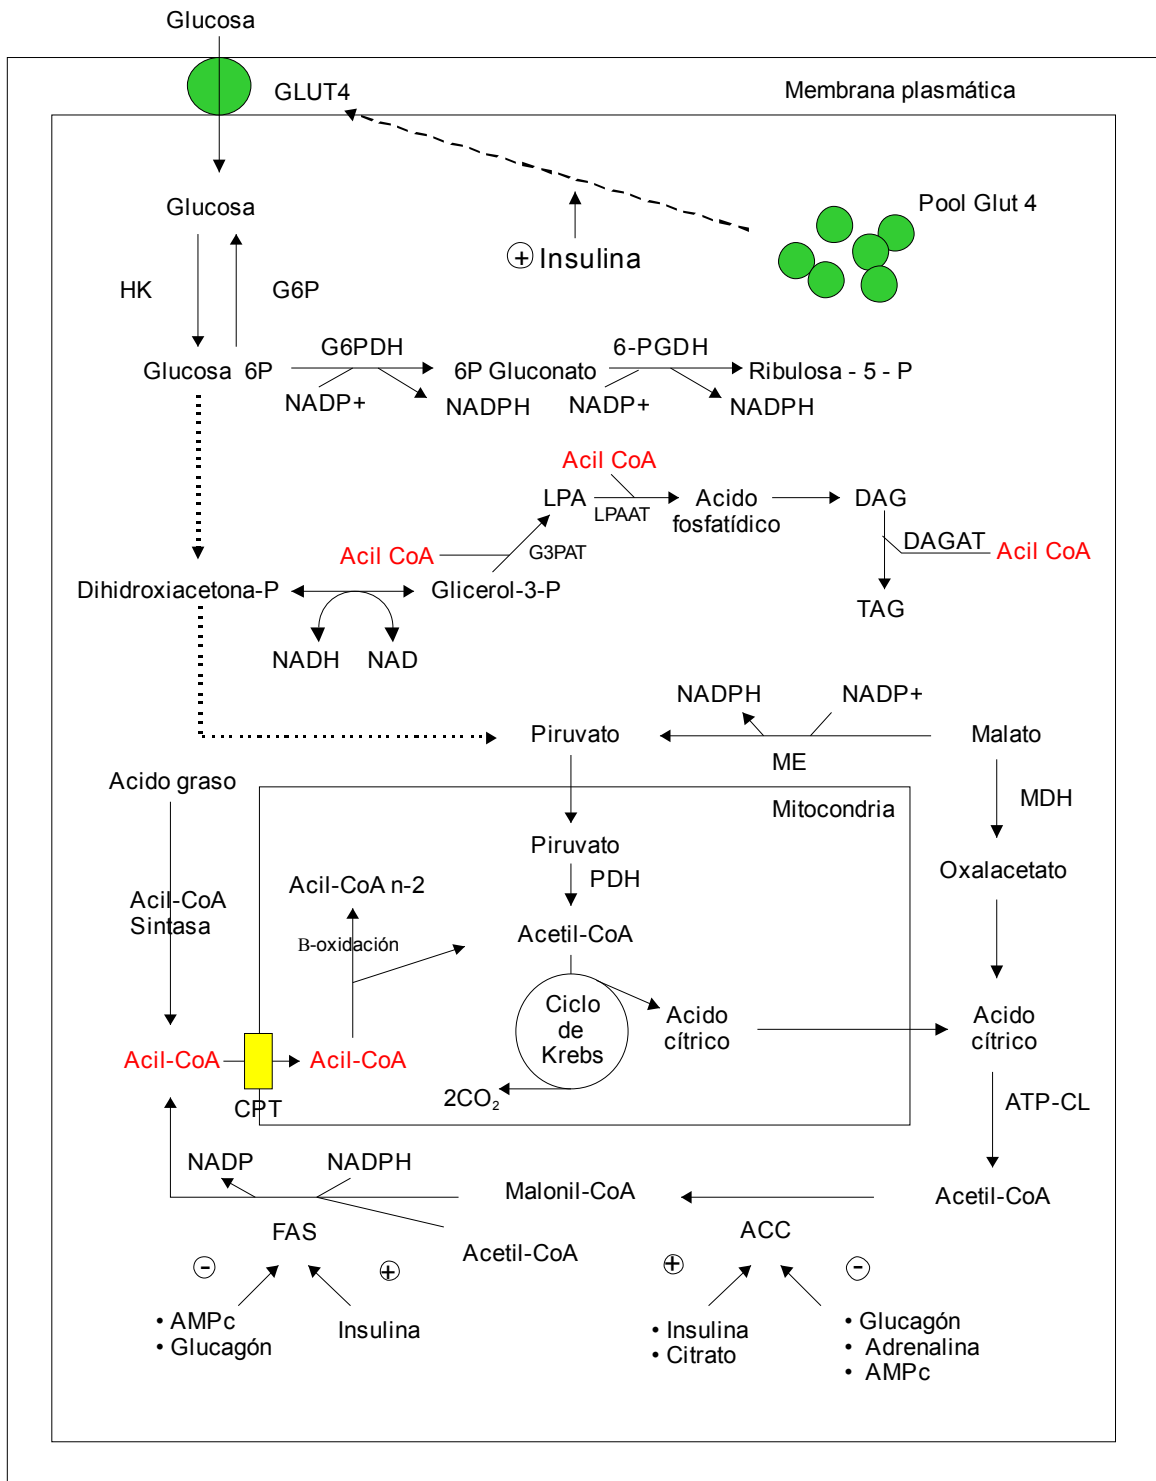 Glucosa
GLUT4
Membrana plasmática
Glucosa
Pool Glut 4
+ Insulina
HK
G6P
Glucosa 6P
G6PDH
6P Gluconato
6-PGDH
Ribulosa - 5 - P
NADP+
NADPH
NADP+
NADPH
Acil CoA
LPA
LPAAT
Acido
fosfatídico
DAG
Acil CoA
G3PAT
DAGAT
Acil CoA
Dihidroxiacetona-P
Glicerol-3-P
TAG
NADH
NAD
NADPH
NADP+
Piruvato
ME
Malato
Acido graso
Mitocondria
MDH
Piruvato
PDH
Oxalacetato
Acil-CoA n-2
Acil-CoA
Sintasa
B-oxidación
Acetil-CoA
Ciclo
de
Krebs
Acido
cítrico
Acido
cítrico
Acil-CoA
Acil-CoA
CPT
2CO₂
ATP-CL
NADP
NADPH
Malonil-CoA
Acetil-CoA
FAS
Acetil-CoA
ACC
-
+
+
-
• AMPc
• Glucagón
Insulina
• Insulina
• Citrato
• Glucagón
• Adrenalina
• AMPc